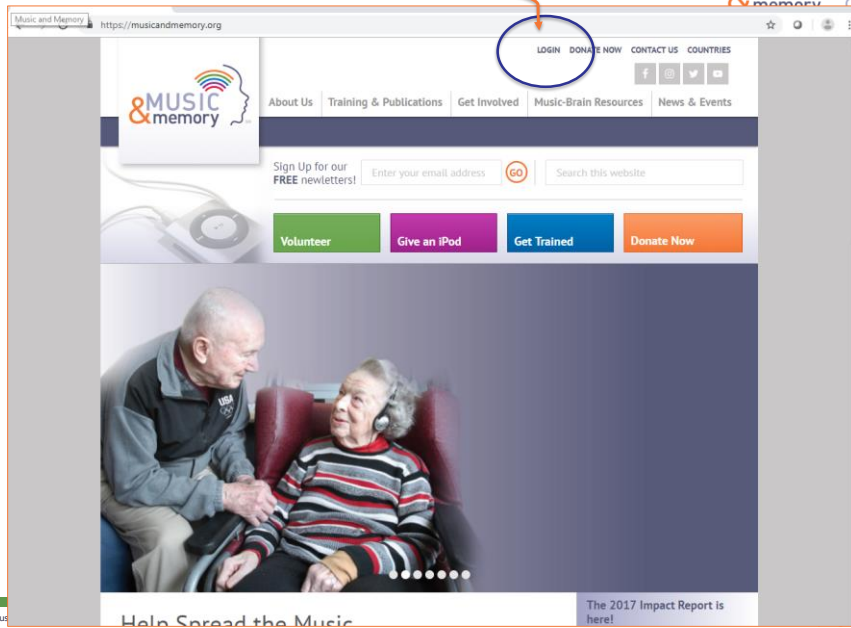 memory
Music and Memory
https://musicandmemory.org
LOGIN DONATE NOW CONTACT US COUNTRIES
&MUSIC
memory
About Us Training & Publications Get Involved Music-Brain Resources News & Events
Sign Up for our
FREE newletters!
Enter your email address GO Search this website
Volunteer Give an iPod Get Trained Donate Now
USA
Help Spread the Music
The 2017 Impact Report is
here!